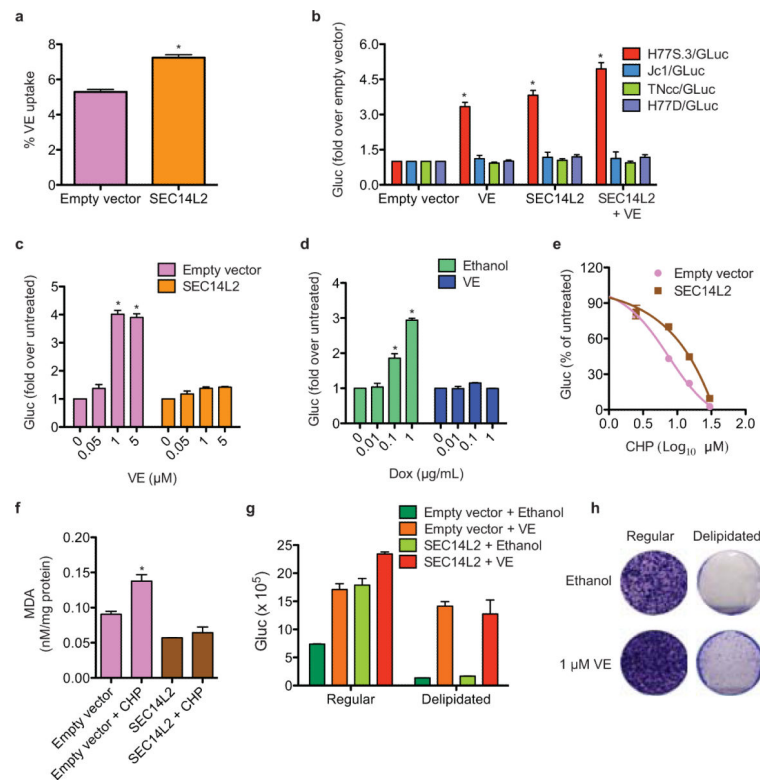 a
8
6
4
2
0
% VE uptake
*
Empty vector
SEC14L2
b
6.0
4.5
3.0
1.5
0.0
Gluc (fold over empty vector)
*
*
*
H77S.3/GLuc
Jc1/GLuc
TNcc/GLuc
H77D/GLuc
Empty vector
VE
SEC14L2
SEC14L2
+ VE
c
Empty vector
SEC14L2
5
4
3
2
1
0
Gluc (fold over untreated)
* *
0 0.05 1 5 0 0.05 1 5
VE (µM)
d
Ethanol
VE
4
3
2
1
0
Gluc (fold over untreated)
* *
0 0.01 0.1 1 0 0.01 0.1 1
Dox (µg/mL)
e
Empty vector
SEC14L2
120
90
60
30
0
Gluc (% of untreated)
0.0 0.5 1.0 1.5 2.0
CHP (Log10 µM)
f
0.20
0.15
0.10
0.05
0.00
MDA
(nM/mg protein)
*
Empty vector
Empty vector + CHP
SEC14L2
SEC14L2 + CHP
g
Empty vector + Ethanol
Empty vector + VE
SEC14L2 + Ethanol
SEC14L2 + VE
25
20
15
10
5
0
Gluc (x 10⁵)
Regular
Delipidated
h
Regular Delipidated
Ethanol
1 µM VE